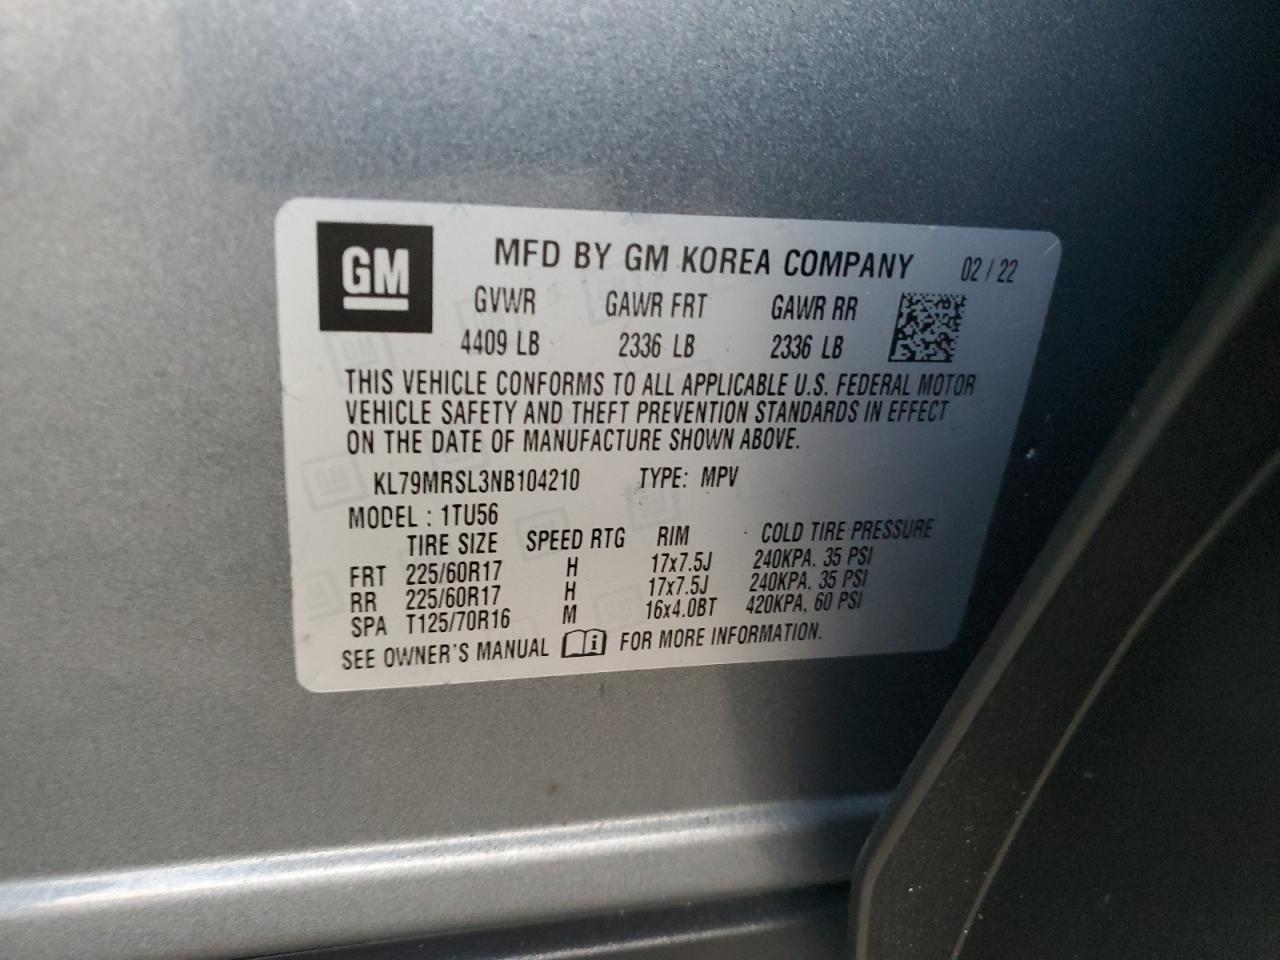 GM
MFD BY GM KOREA COMPANY 02 / 22
GVWR GAWR FRT GAWR RR
4409 LB 2336 LB 2336 LB
THIS VEHICLE CONFORMS TO ALL APPLICABLE U.S. FEDERAL MOTOR
VEHICLE SAFETY AND THEFT PREVENTION STANDARDS IN EFFECT
ON THE DATE OF MANUFACTURE SHOWN ABOVE.
KL79MRSL3NB104210 TYPE: MPV
MODEL : 1TU56
TIRE SIZE SPEED RTG RIM COLD TIRE PRESSURE
FRT 225/60R17 H 17x7.5J 240KPA. 35 PSI
RR 225/60R17 H 17x7.5J 240KPA. 35 PSI
SPA T125/70R16 M 16x4.0BT 420KPA. 60 PSI
SEE OWNER'S MANUAL FOR MORE INFORMATION.